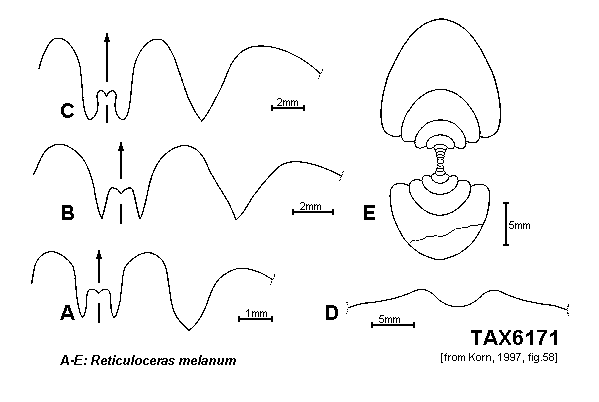 C
2mm
B
2mm
E
5mm
A
1mm
D
5mm
TAX6171
A-E: Reticuloceras melanum
[from Korn, 1997, fig.58]